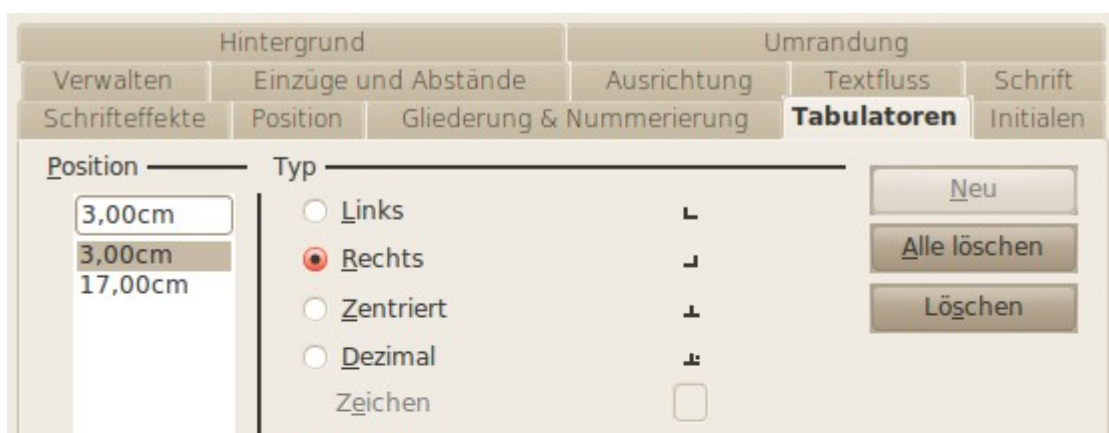 Hintergrund Umrandung
Verwalten Einzüge und Abstände Ausrichtung Textfluss Schrift
Schrifteffekte Position Gliederung & Nummerierung Tabulatoren Initialen
Position Typ
Neu
3,00cm Links
3,00cm Rechts Alle löschen
17,00cm
Zentriert Löschen
Dezimal
Zeichen